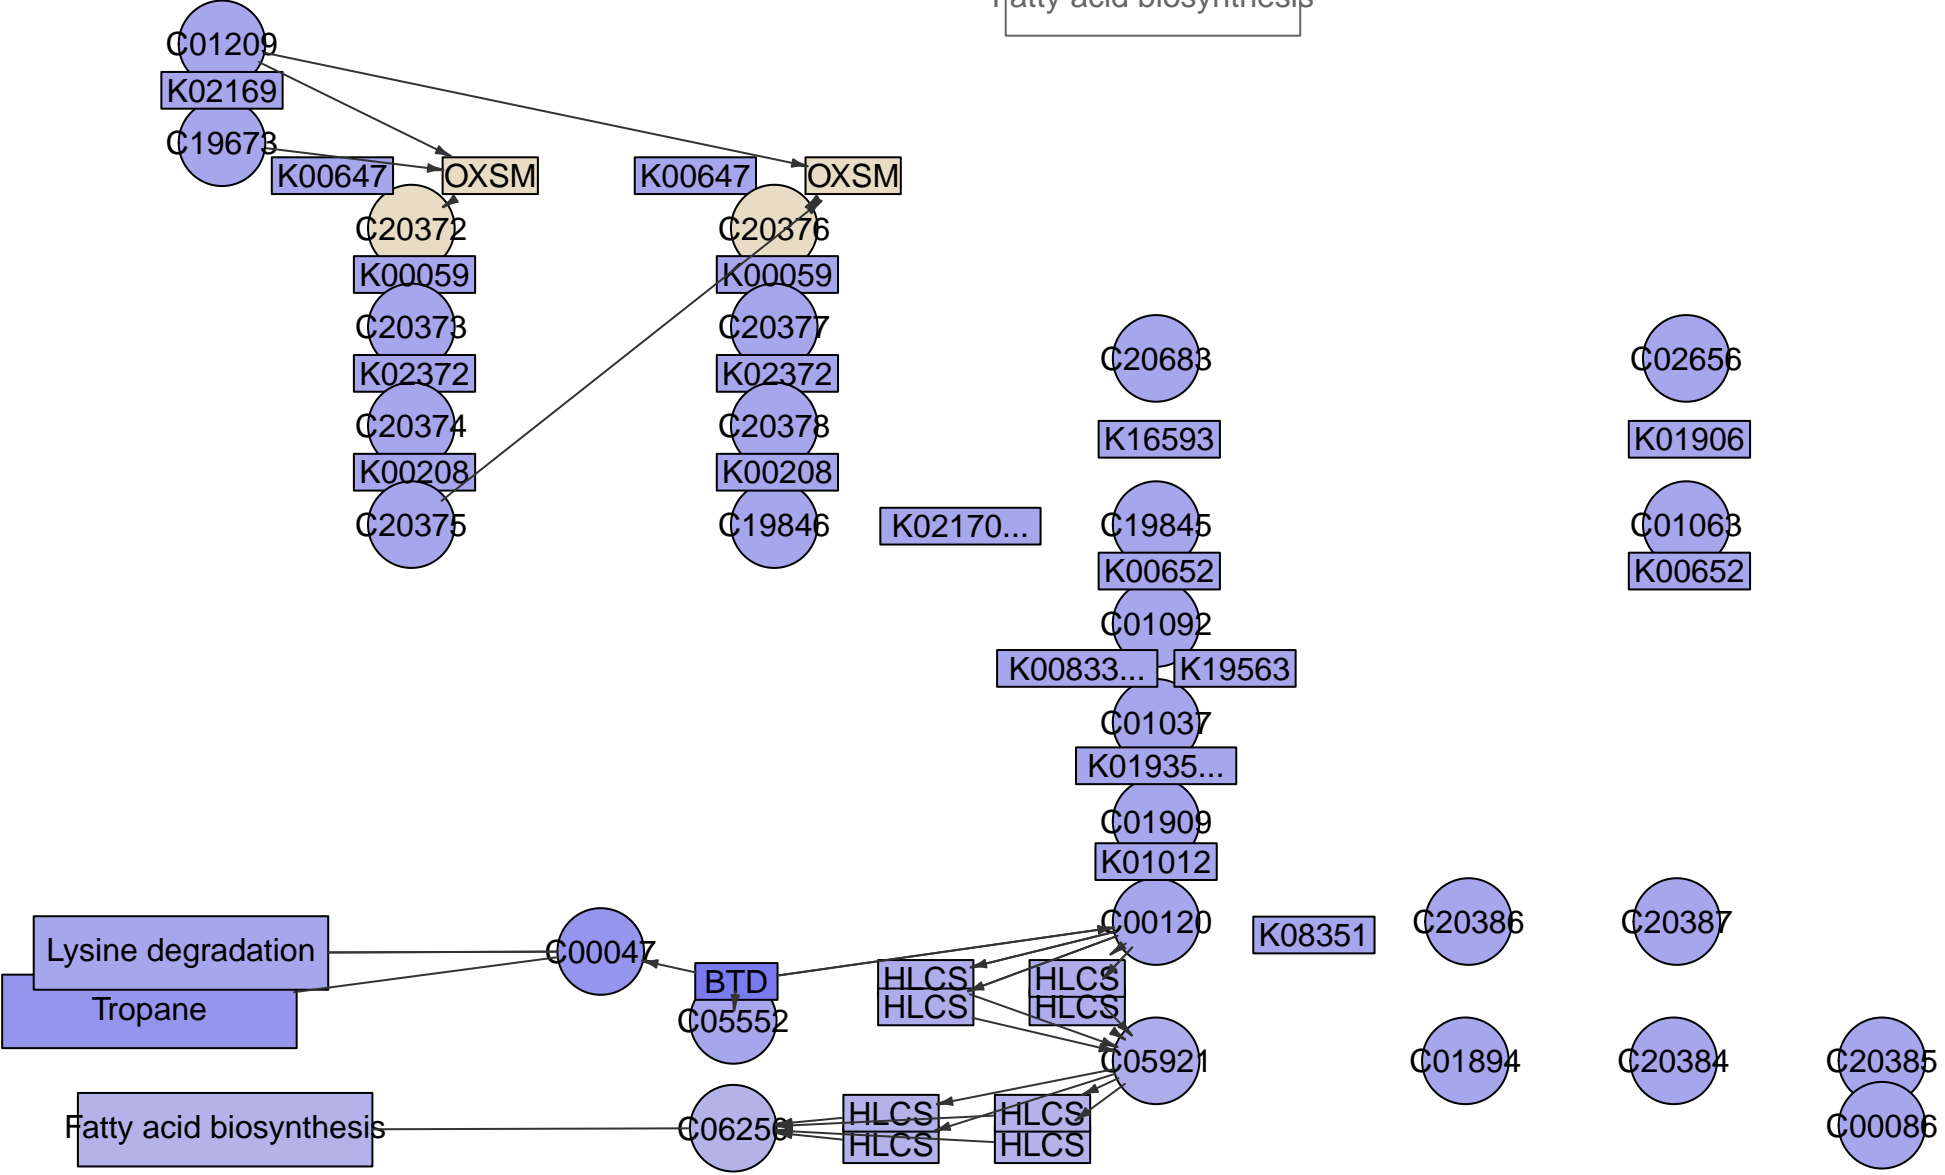 Fatty acid biosynthesis
C01209
K02169
C19673
K00647
OXSM
K00647
OXSM
C20372
C20376
K00059
K00059
C20373
C20377
C20683
C02656
K02372
K02372
C20374
C20378
K16593
K01906
K00208
K00208
C20375
C19846
K02170...
C19845
C01063
K00652
K00652
C01092
K00833...
K19563
C01037
K01935...
C01909
K01012
C00120
C20386
C20387
K08351
Lysine degradation
C00047
BTD
HLCS
HLCS
Tropane
HLCS
HLCS
C05552
C05921
C01894
C20384
C20385
HLCS
HLCS
Fatty acid biosynthesis
C06250
C00086
HLCS
HLCS